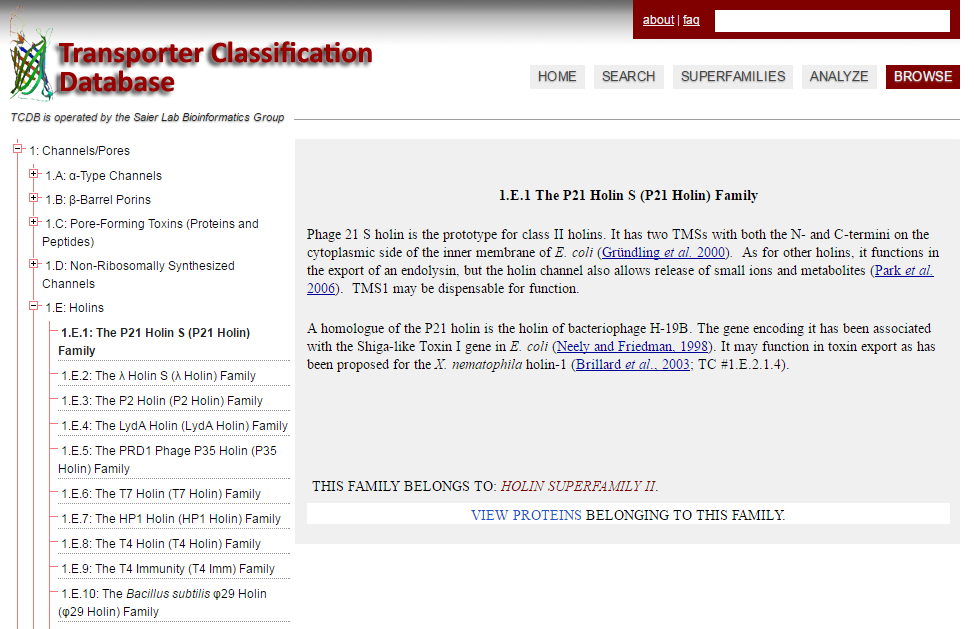 about | faq
Transporter Classification
Database
HOME SEARCH SUPERFAMILIES ANALYZE BROWSE
TCDB is operated by the Saier Lab Bioinformatics Group
1: Channels/Pores
1.A: α-Type Channels
1.B: β-Barrel Porins
1.C: Pore-Forming Toxins (Proteins and
Peptides)
1.D: Non-Ribosomally Synthesized
Channels
1.E: Holins
1.E.1: The P21 Holin S (P21 Holin)
Family
1.E.2: The λ Holin S (λ Holin) Family
1.E.3: The P2 Holin (P2 Holin) Family
1.E.4: The LydA Holin (LydA Holin) Family
1.E.5: The PRD1 Phage P35 Holin (P35
Holin) Family
1.E.6: The T7 Holin (T7 Holin) Family
1.E.7: The HP1 Holin (HP1 Holin) Family
1.E.8: The T4 Holin (T4 Holin) Family
1.E.9: The T4 Immunity (T4 Imm) Family
1.E.10: The Bacillus subtilis φ29 Holin
(φ29 Holin) Family
1.E.1 The P21 Holin S (P21 Holin) Family
Phage 21 S holin is the prototype for class II holins. It has two TMSs with both the N- and C-termini on the
cytoplasmic side of the inner membrane of E. coli (Gründling et al. 2000). As for other holins, it functions in
the export of an endolysin, but the holin channel also allows release of small ions and metabolites (Park et al.
2006). TMS1 may be dispensable for function.
A homologue of the P21 holin is the holin of bacteriophage H-19B. The gene encoding it has been associated
with the Shiga-like Toxin I gene in E. coli (Neely and Friedman, 1998). It may function in toxin export as has
been proposed for the X. nematophila holin-1 (Brillard et al., 2003; TC #1.E.2.1.4).
THIS FAMILY BELONGS TO: HOLIN SUPERFAMILY II.
VIEW PROTEINS BELONGING TO THIS FAMILY.